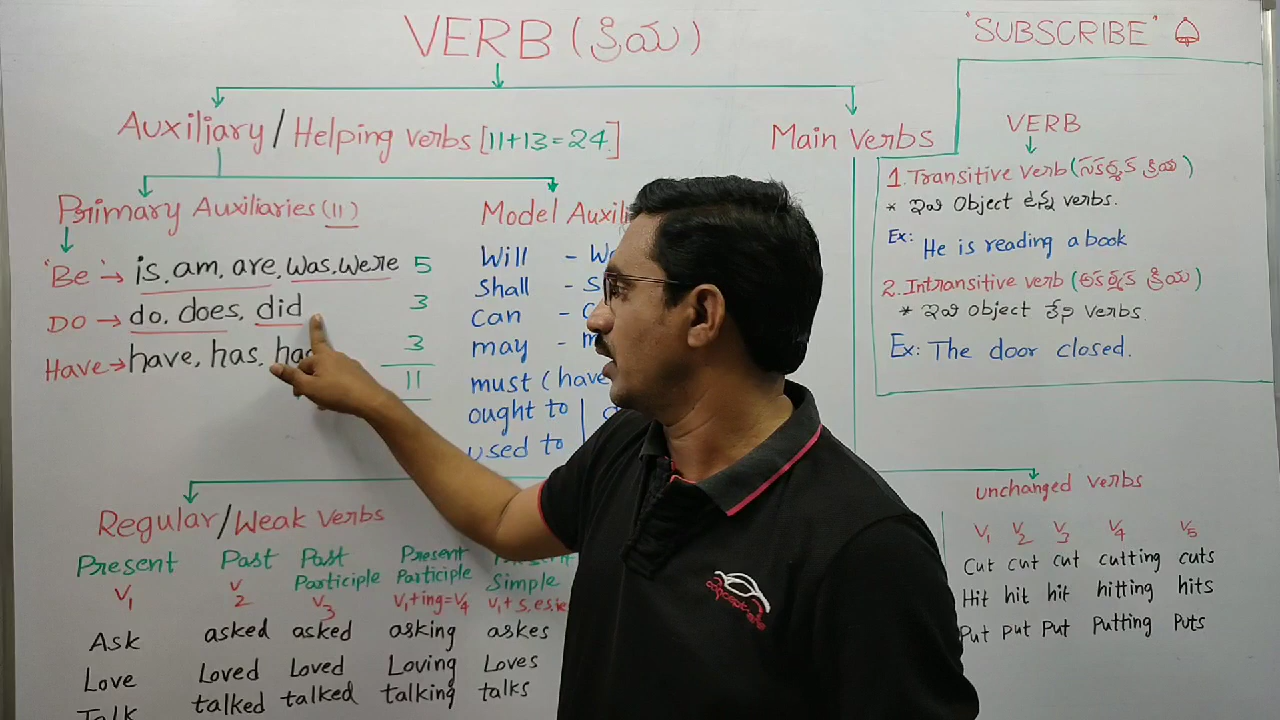 VERB (క్రియ)
'SUBSCRIBE'
Auxiliary/Helping verbs [11+13=24.]
Main verbs
Primary Auxiliaries (11)
'Be' → is, am, are, was, were 5
DO → do, does, did 3
Have → have, has, 3
11
Model
Will -
Shall - S
Can -
may -
must (have
ought to
used to
VERB
1. Transitive verb (సకర్మక క్రియ)
* ఇవి Object ఉన్న verbs.
Ex: He is reading a book
2. Intransitive verb (అకర్మక క్రియ)
* ఇవి object లేని verbs.
Ex: The door closed.
Regular/Weak verbs
Present Past Past Participle Present Participle Simple
V1 V2 V3 V1+ing=V4 V1+s,es,ies
Ask asked asked asking askes
Love Loved Loved Loving Loves
Talk talked talked talking talks
unchanged verbs
V1 V2 V3 V4 V5
Cut cut cut cutting cuts
Hit hit hit hitting hits
Put put put putting puts